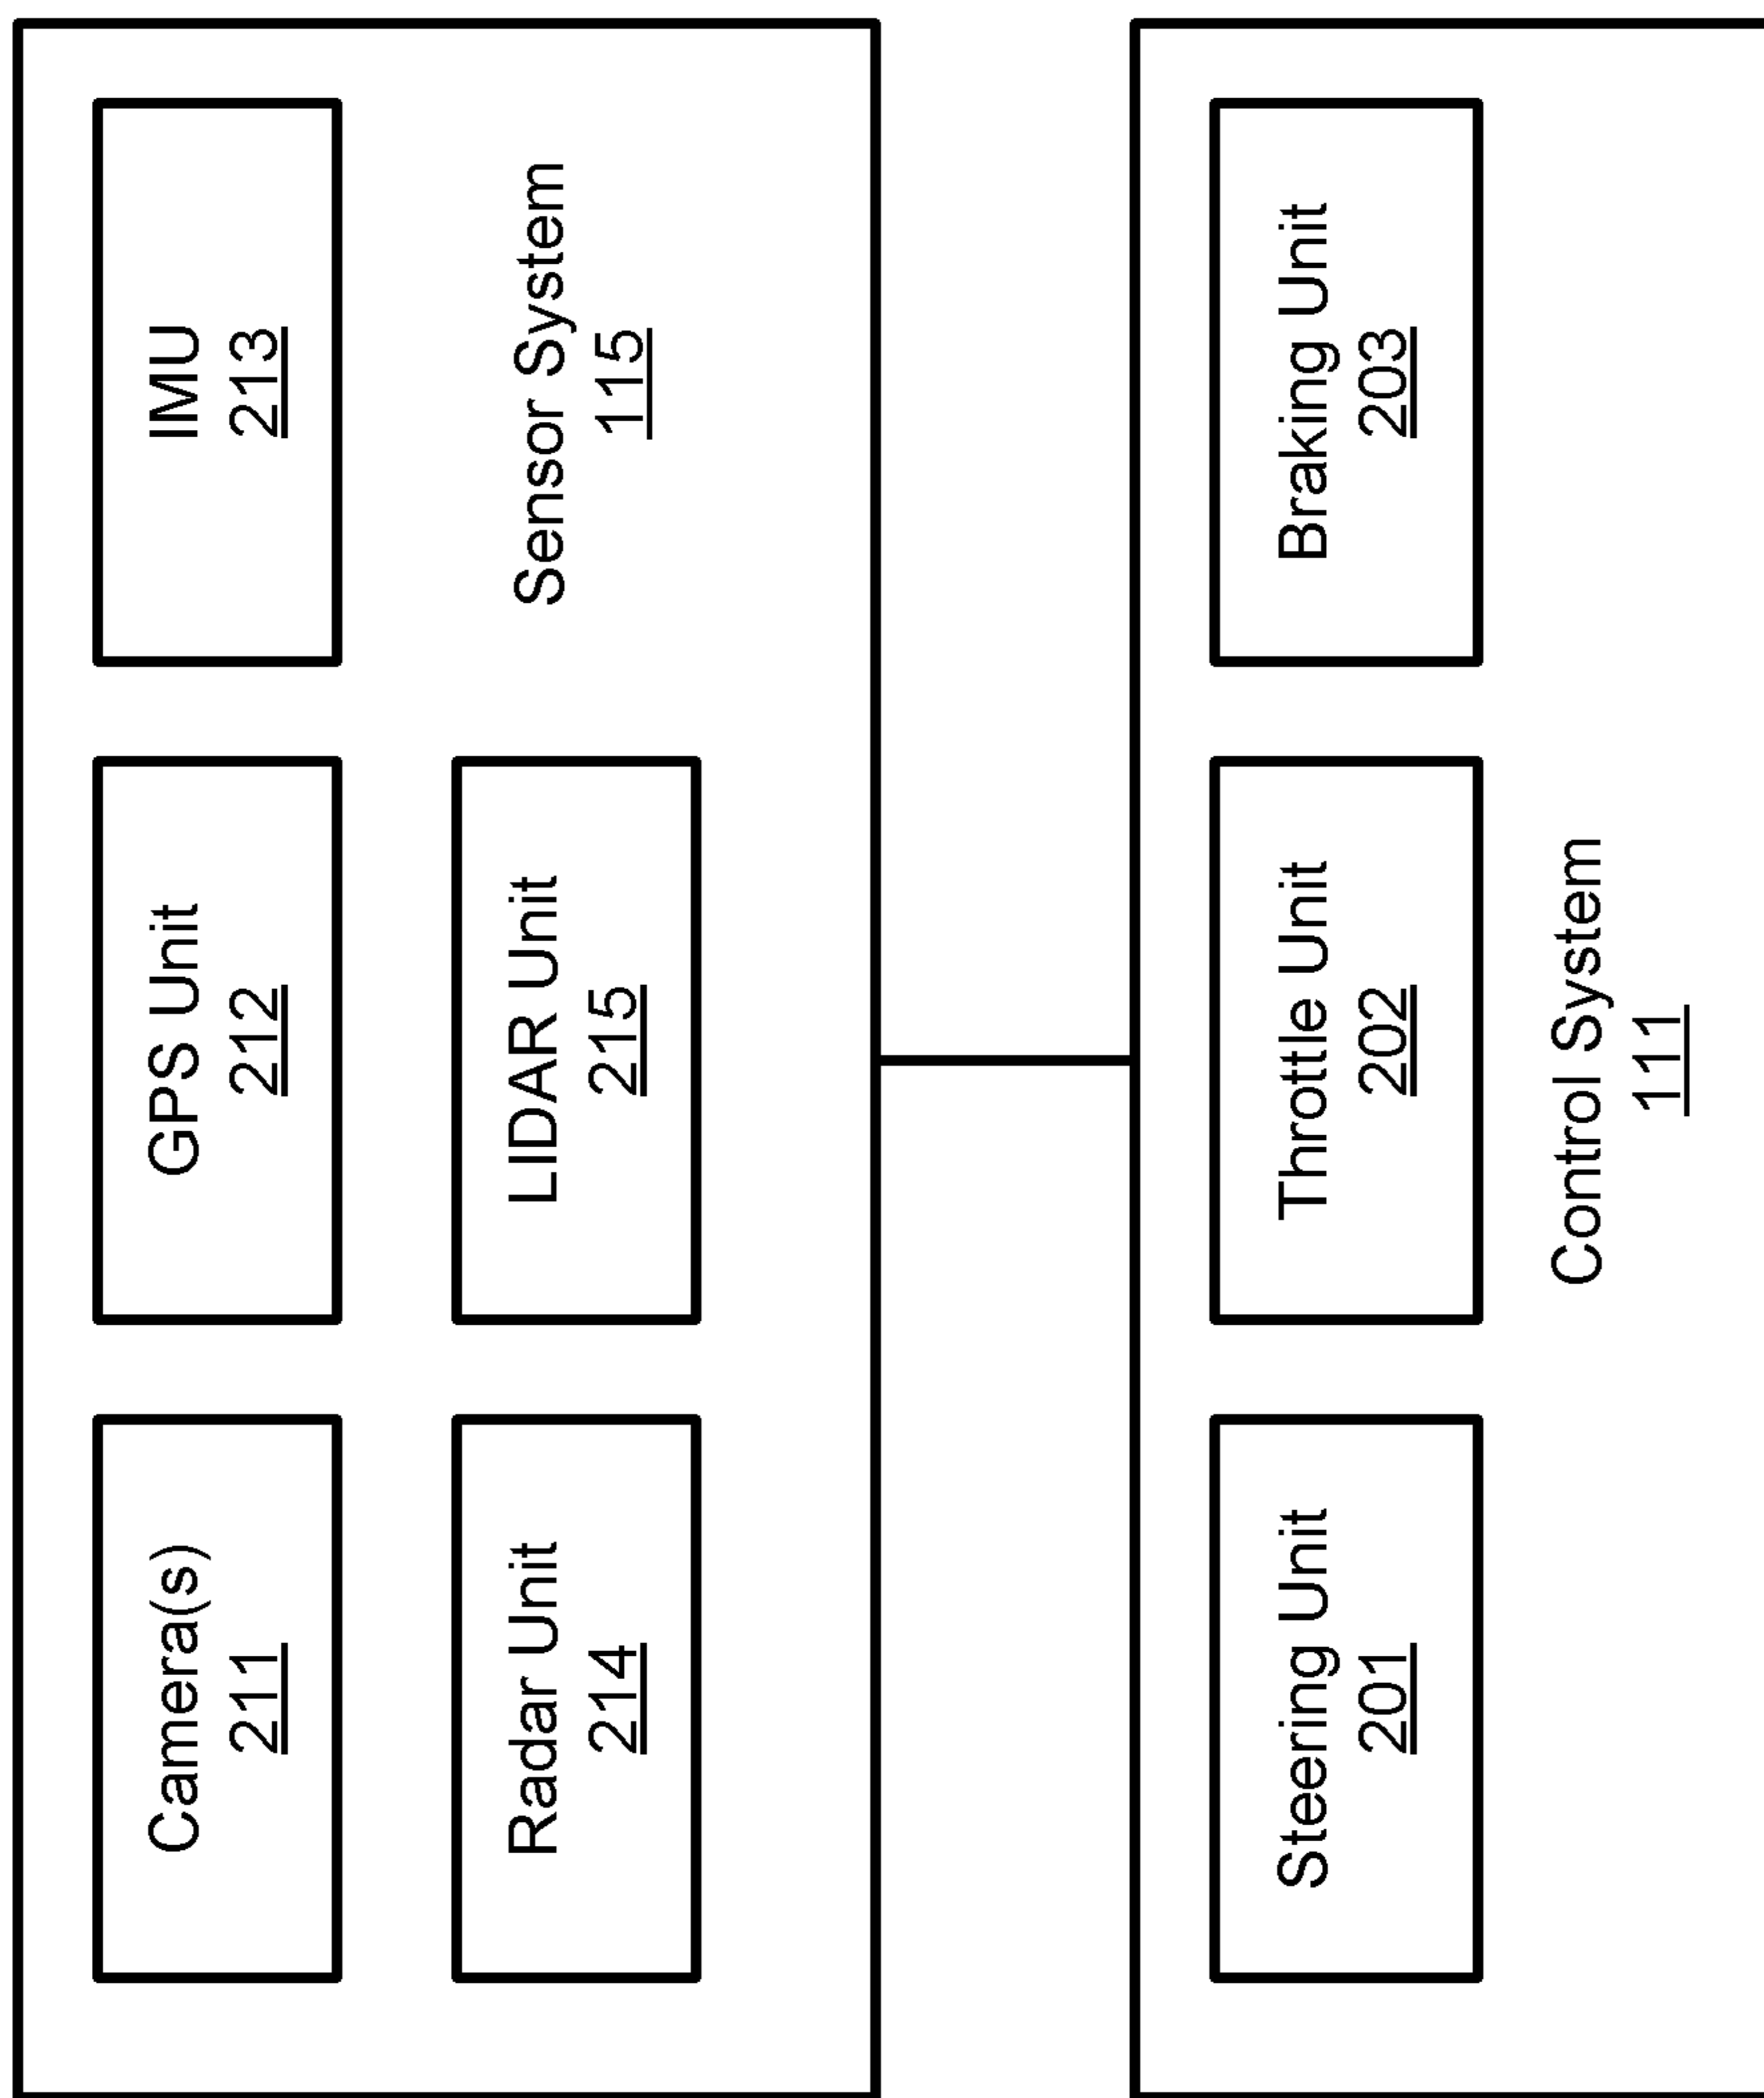 Camera(s)
211
GPS Unit
212
IMU
213
Radar Unit
214
LIDAR Unit
215
Sensor System
115
Steering Unit
201
Throttle Unit
202
Braking Unit
203
Control System
111